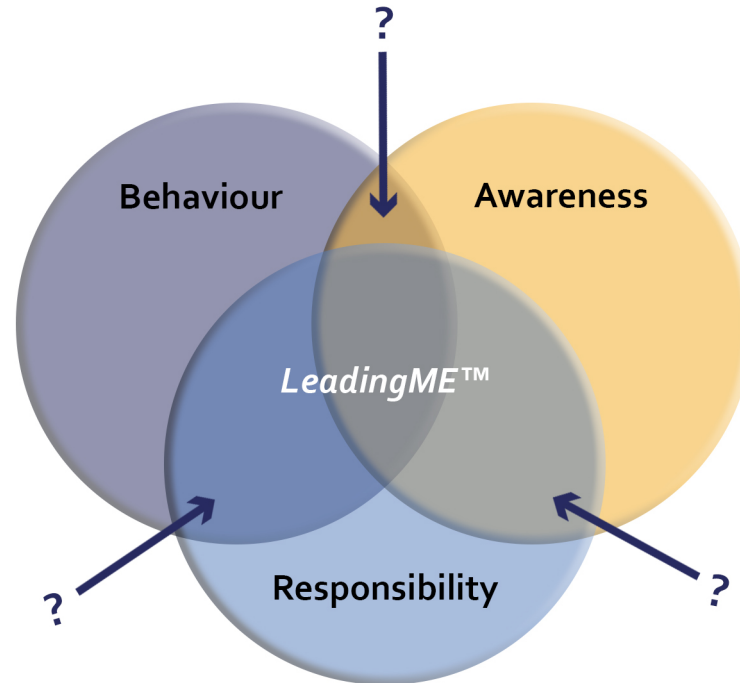 ?
Behaviour
Awareness
LeadingME™
Responsibility
?
?